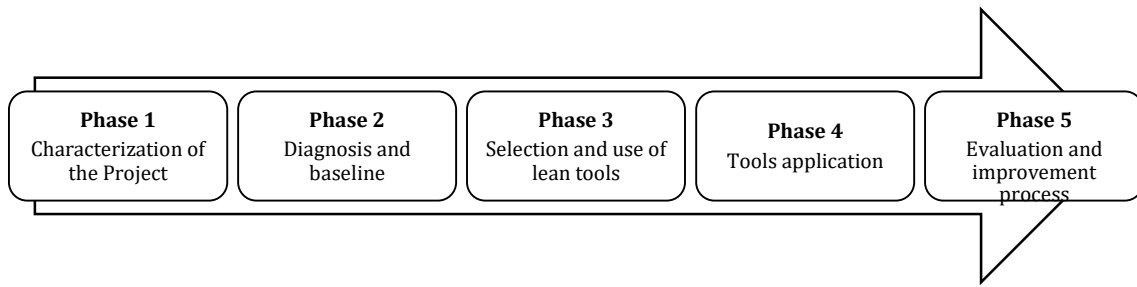 Phase 1
Characterization of
the Project
Phase 2
Diagnosis and
baseline
Phase 3
Selection and use of
lean tools
Phase 4
Tools application
Phase 5
Evaluation and
improvement
process